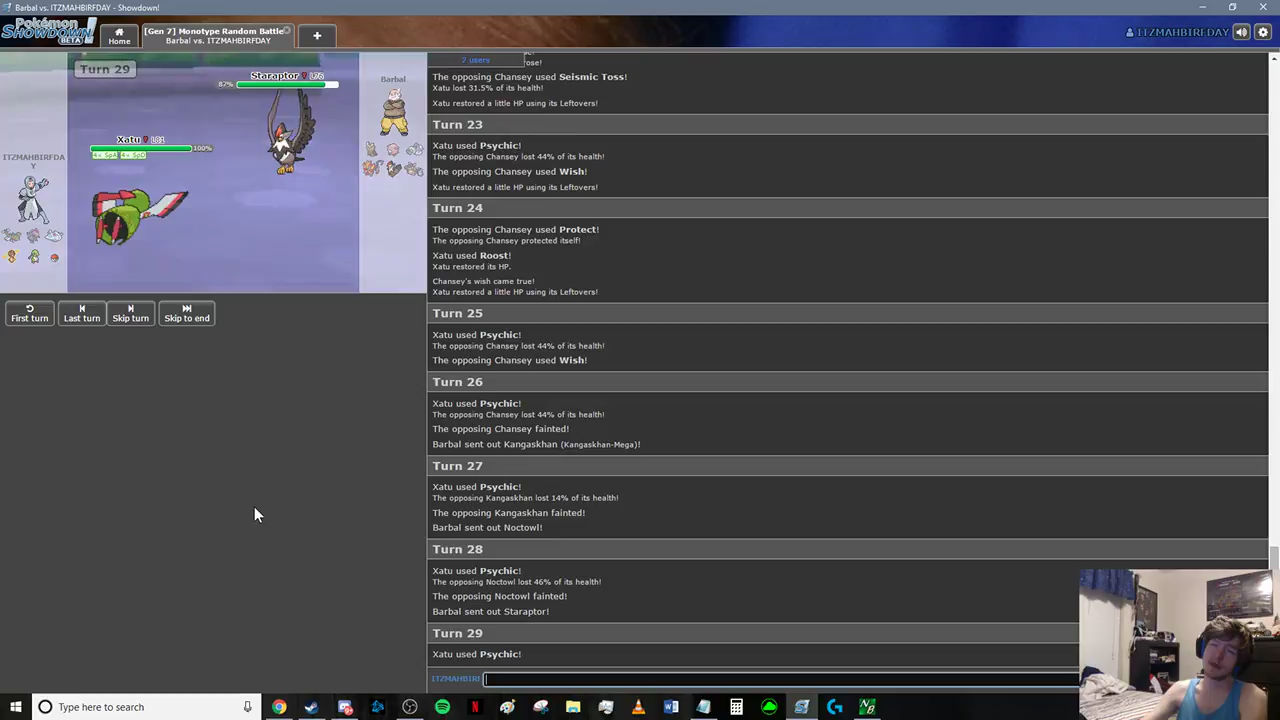 Barbal vs. ITZMAHBIRFDAY - Showdown!
Pokémon Showdown! BETA
Home
[Gen 7] Monotype Random Battle
Barbal vs. ITZMAHBIRFDAY
ITZMAHBIRFDAY
Turn 29
Staraptor L76
87%
Xatu L81
100%
4× SpA 4× SpD
Barbal
ITZMAHBIRFDA
Y
First turn
Last turn
Skip turn
Skip to end
7 users
The opposing Chansey used Seismic Toss!
Xatu lost 31.5% of its health!
Xatu restored a little HP using its Leftovers!
Turn 23
Xatu used Psychic!
The opposing Chansey lost 44% of its health!
The opposing Chansey used Wish!
Xatu restored a little HP using its Leftovers!
Turn 24
The opposing Chansey used Protect!
The opposing Chansey protected itself!
Xatu used Roost!
Xatu restored its HP.
Chansey's wish came true!
Xatu restored a little HP using its Leftovers!
Turn 25
Xatu used Psychic!
The opposing Chansey lost 44% of its health!
The opposing Chansey used Wish!
Turn 26
Xatu used Psychic!
The opposing Chansey lost 44% of its health!
The opposing Chansey fainted!
Barbal sent out Kangaskhan (Kangaskhan-Mega)!
Turn 27
Xatu used Psychic!
The opposing Kangaskhan lost 14% of its health!
The opposing Kangaskhan fainted!
Barbal sent out Noctowl!
Turn 28
Xatu used Psychic!
The opposing Noctowl lost 46% of its health!
The opposing Noctowl fainted!
Barbal sent out Staraptor!
Turn 29
Xatu used Psychic!
ITZMAHBIRF
Type here to search